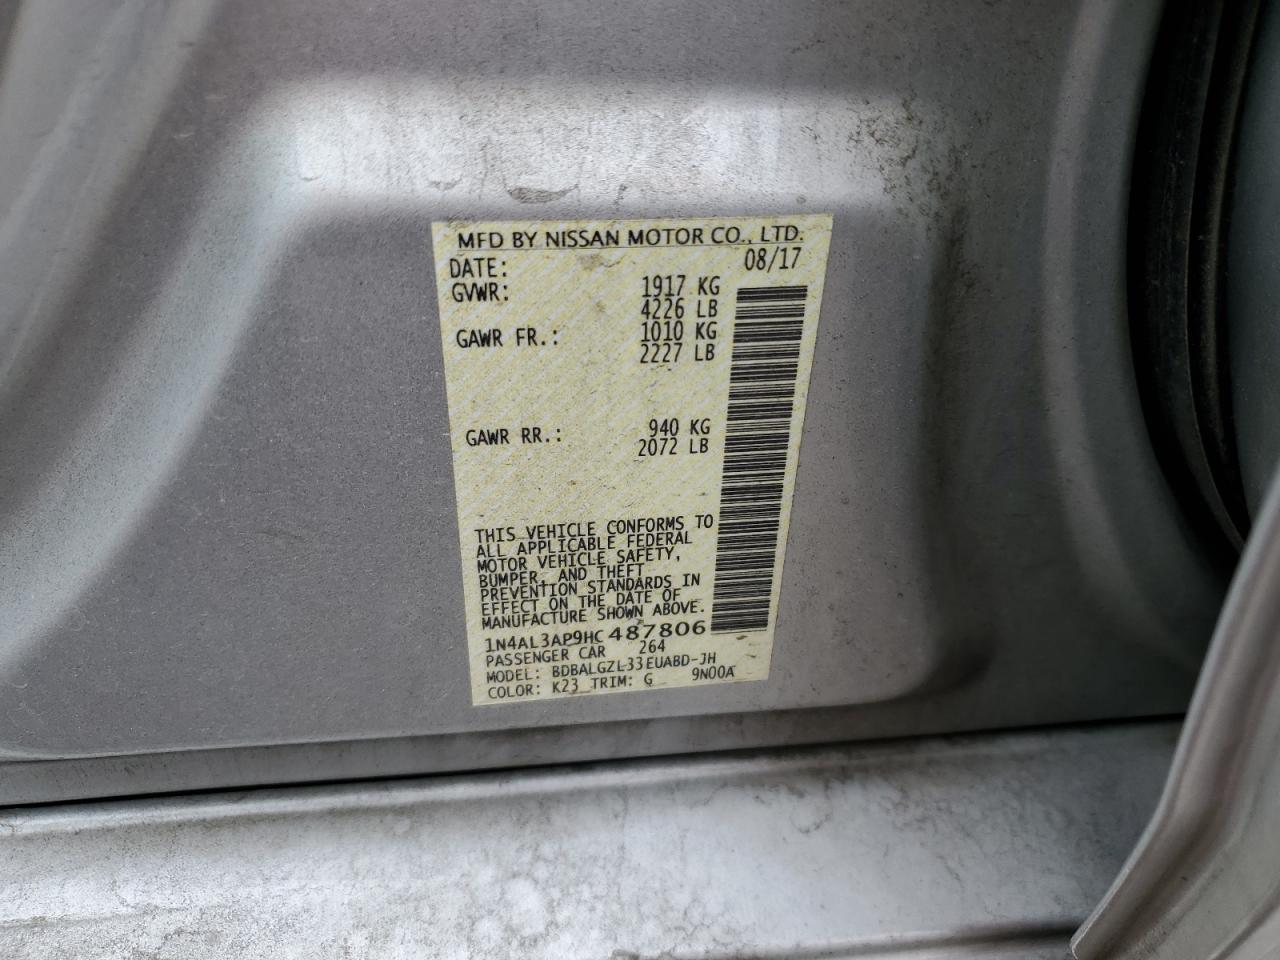 MFD BY NISSAN MOTOR CO., LTD.
DATE: 08/17
GVWR: 1917 KG
4226 LB
GAWR FR.: 1010 KG
2227 LB
GAWR RR.: 940 KG
2072 LB
THIS VEHICLE CONFORMS TO
ALL APPLICABLE FEDERAL
MOTOR VEHICLE SAFETY,
BUMPER, AND THEFT
PREVENTION STANDARDS IN
EFFECT ON THE DATE OF
MANUFACTURE SHOWN ABOVE.
1N4AL3AP9HC487806
PASSENGER CAR 264
MODEL: BDBALGZL33EUABD-JH
COLOR: K23 TRIM: G 9N00A